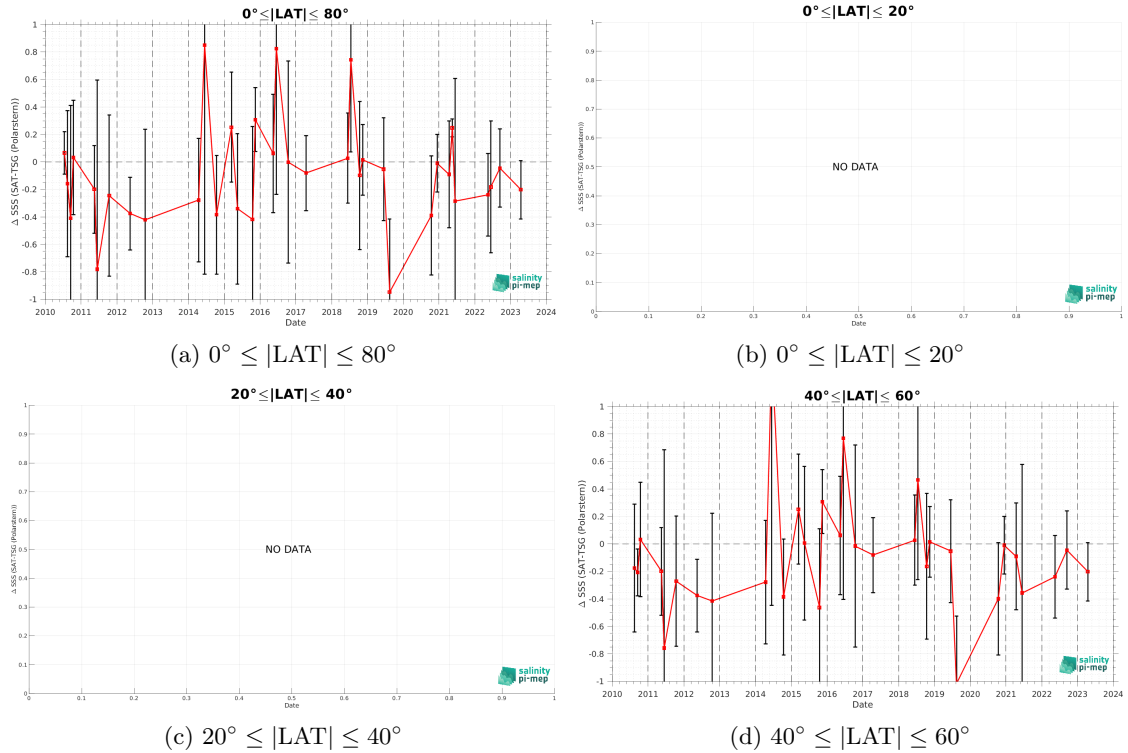 0°≤|LAT|≤ 80°
Δ SSS (SAT-TSG (Polarstern))
1
0.8
0.6
0.4
0.2
0
-0.2
-0.4
-0.6
-0.8
-1
2010 2011 2012 2013 2014 2015 2016 2017 2018 2019 2020 2021 2022 2023 2024
Date
salinity
pi-mep
(a) 0° ≤ |LAT| ≤ 80°
0°≤|LAT|≤ 20°
Δ SSS (SAT-TSG (Polarstern))
1
0.9
0.8
0.7
0.6
0.5
0.4
0.3
0.2
0.1
0
NO DATA
0 0.1 0.2 0.3 0.4 0.5 0.6 0.7 0.8 0.9 1
Date
salinity
pi-mep
(b) 0° ≤ |LAT| ≤ 20°
20°≤|LAT|≤ 40°
Δ SSS (SAT-TSG (Polarstern))
1
0.9
0.8
0.7
0.6
0.5
0.4
0.3
0.2
0.1
0
NO DATA
0 0.1 0.2 0.3 0.4 0.5 0.6 0.7 0.8 0.9 1
Date
salinity
pi-mep
(c) 20° ≤ |LAT| ≤ 40°
40°≤|LAT|≤ 60°
Δ SSS (SAT-TSG (Polarstern))
1
0.8
0.6
0.4
0.2
0
-0.2
-0.4
-0.6
-0.8
-1
2010 2011 2012 2013 2014 2015 2016 2017 2018 2019 2020 2021 2022 2023 2024
Date
salinity
pi-mep
(d) 40° ≤ |LAT| ≤ 60°